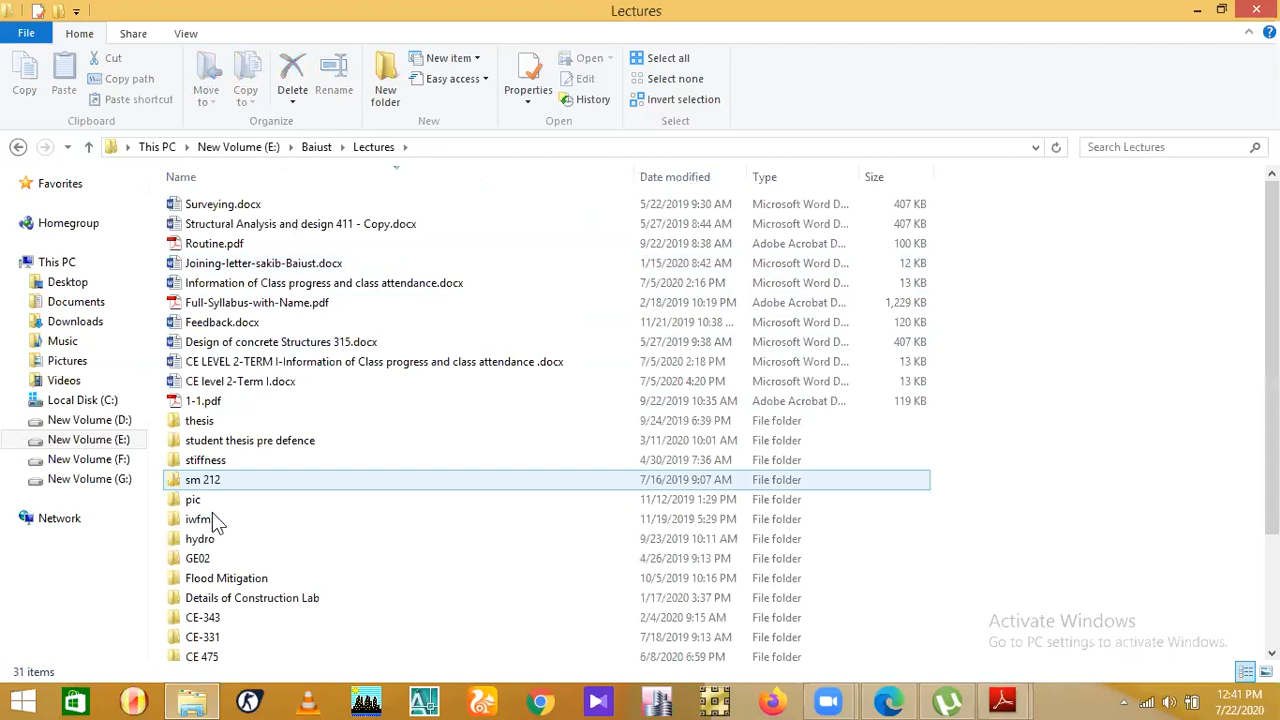 Lectures
File Home Share View
Copy
Paste
Cut
Copy path
Paste shortcut
Clipboard
Move to
Copy to
Delete
Rename
Organize
New folder
New item
Easy access
New
Properties
Open
Edit
History
Open
Select all
Select none
Invert selection
Select
This PC New Volume (E:) Baiust Lectures
Search Lectures
Favorites
Homegroup
This PC
Desktop
Documents
Downloads
Music
Pictures
Videos
Local Disk (C:)
New Volume (D:)
New Volume (E:)
New Volume (F:)
New Volume (G:)
Network
Name Date modified Type Size
Surveying.docx 5/22/2019 9:30 AM Microsoft Word D... 407 KB
Structural Analysis and design 411 - Copy.docx 5/27/2019 8:44 AM Microsoft Word D... 407 KB
Routine.pdf 9/22/2019 8:38 AM Adobe Acrobat D... 100 KB
Joining-letter-sakib-Baiust.docx 1/15/2020 8:42 AM Microsoft Word D... 12 KB
Information of Class progress and class attendance.docx 7/5/2020 2:16 PM Microsoft Word D... 13 KB
Full-Syllabus-with-Name.pdf 2/18/2019 10:19 PM Adobe Acrobat D... 1,229 KB
Feedback.docx 11/21/2019 10:38 ... Microsoft Word D... 120 KB
Design of concrete Structures 315.docx 5/27/2019 9:38 AM Microsoft Word D... 407 KB
CE LEVEL 2-TERM I-Information of Class progress and class attendance .docx 7/5/2020 2:18 PM Microsoft Word D... 13 KB
CE level 2-Term I.docx 7/5/2020 4:20 PM Microsoft Word D... 13 KB
1-1.pdf 9/22/2019 10:35 AM Adobe Acrobat D... 119 KB
thesis 9/24/2019 6:39 PM File folder
student thesis pre defence 3/11/2020 10:01 AM File folder
stiffness 4/30/2019 7:36 AM File folder
sm 212 7/16/2019 9:07 AM File folder
pic 11/12/2019 1:29 PM File folder
iwfm 11/19/2019 5:29 PM File folder
hydro 9/23/2019 10:11 AM File folder
GE02 4/26/2019 9:13 PM File folder
Flood Mitigation 10/5/2019 10:16 PM File folder
Details of Construction Lab 1/17/2020 3:37 PM File folder
CE-343 2/4/2020 9:15 AM File folder
CE-331 7/18/2019 9:13 AM File folder
CE 475 6/8/2020 6:59 PM File folder
Activate Windows
Go to PC settings to activate Windows.
31 items
12:41 PM
7/22/2020